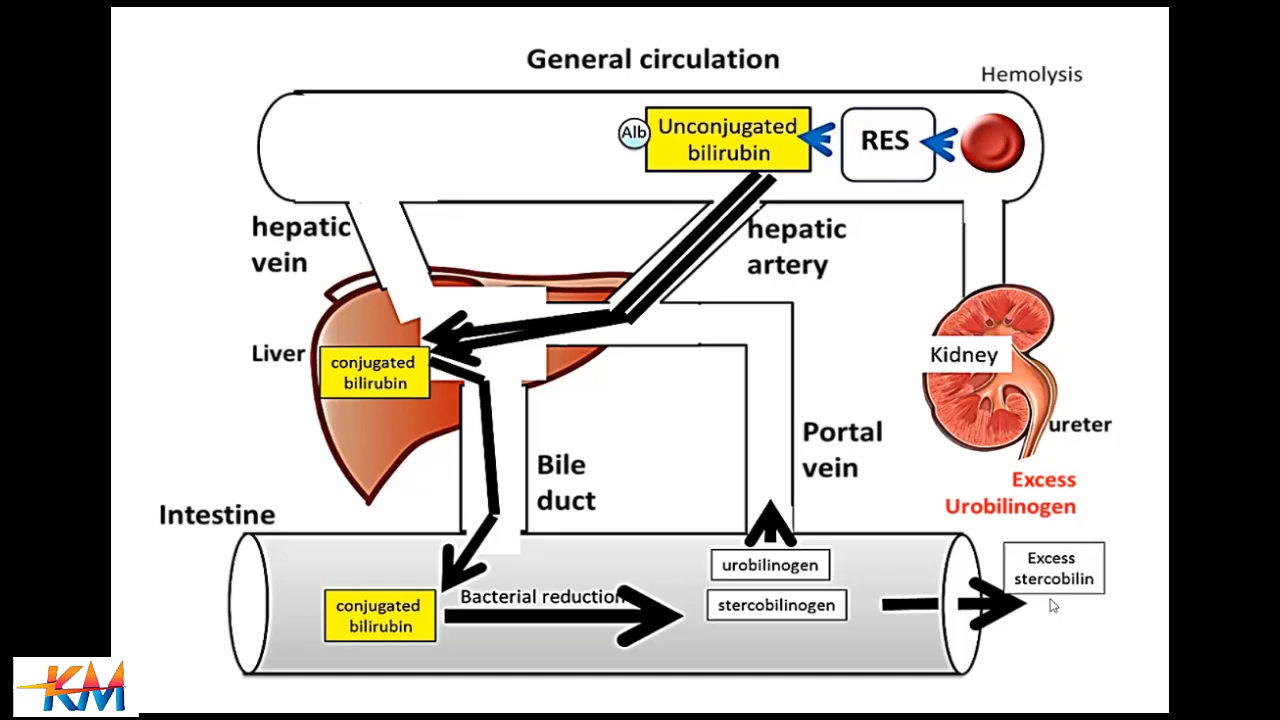 General circulation
Hemolysis
Alb
Unconjugated
bilirubin
RES
hepatic
vein
hepatic
artery
Liver
conjugated
bilirubin
Kidney
ureter
Portal
vein
Bile
duct
Excess
Urobilinogen
Intestine
urobilinogen
Excess
stercobilin
conjugated
bilirubin
Bacterial reduction
stercobilinogen
KM